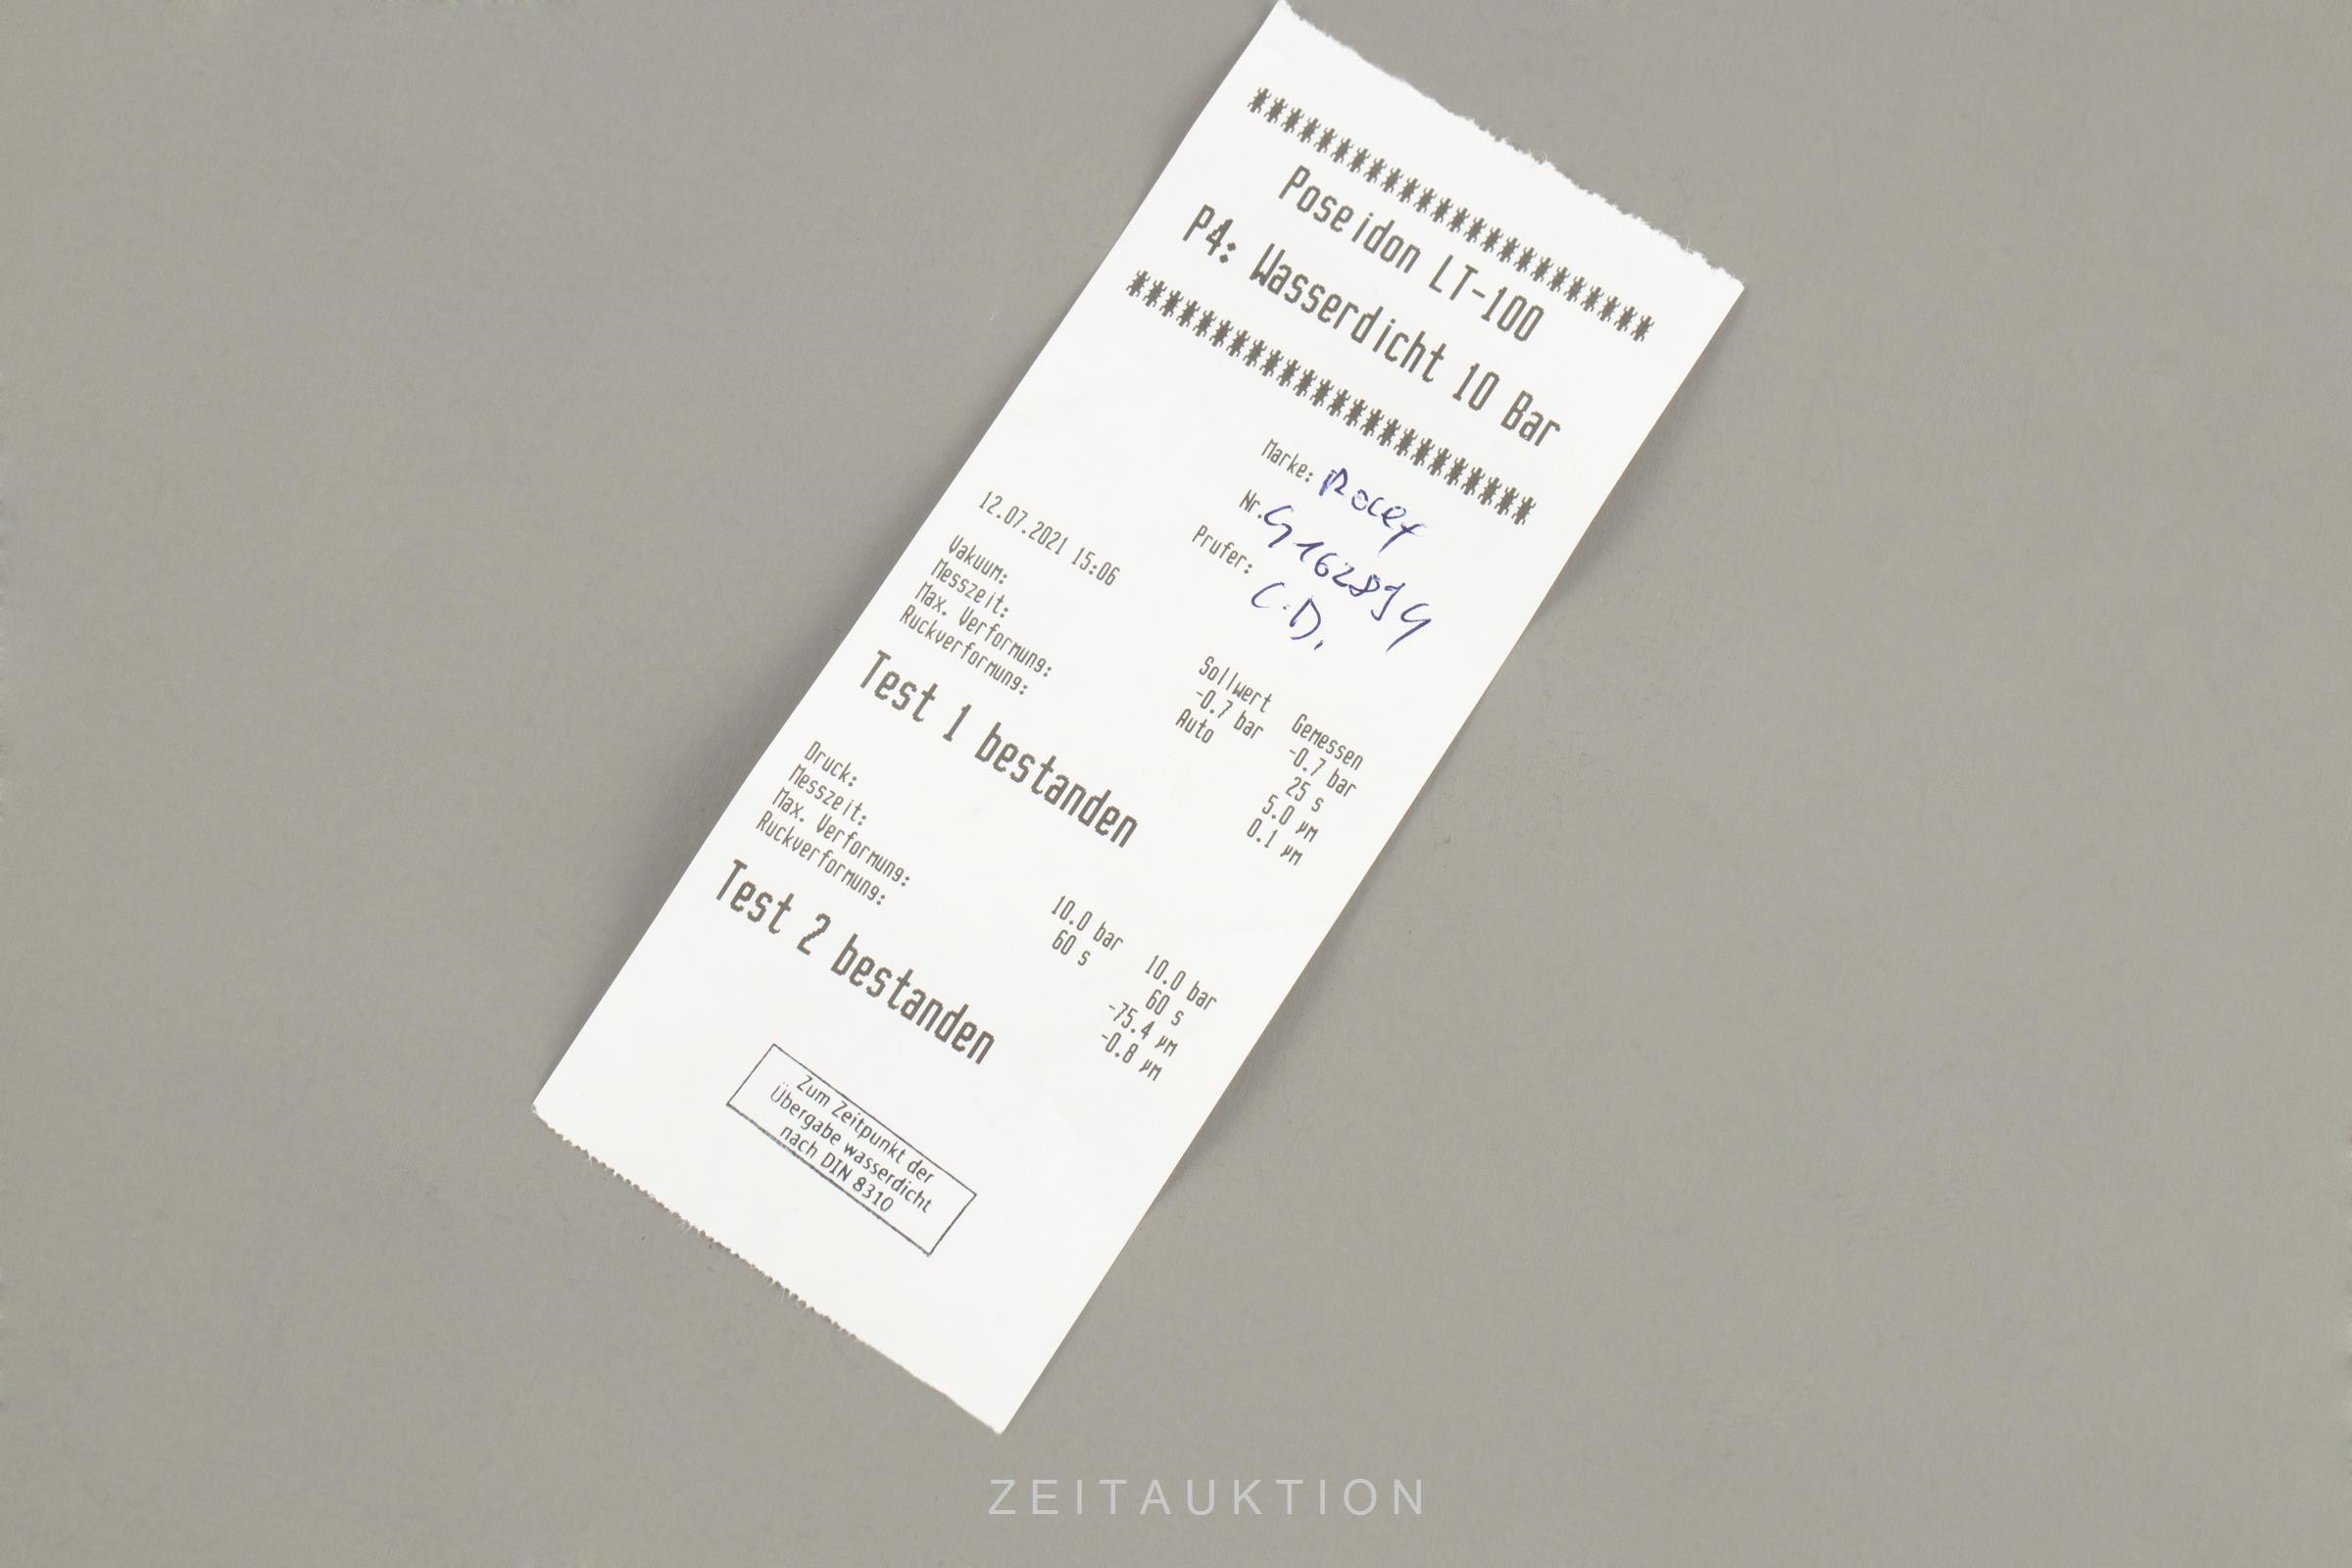 *****************************
Poseidon LT-100
P4: Wasserdicht 10 Bar
*****************************
Marke: Rolex
Nr. G162894
Prufer: C.D.
12.07.2021 15:06
Sollwert Gemessen
Vakuum: -0.7 bar -0.7 bar
Messzeit: Auto 25 s
Max. Verformung: 5.0 µm
Ruckverformung: 0.1 µm
Test 1 bestanden
Druck: 10.0 bar 10.0 bar
Messzeit: 60 s 60 s
Max. Verformung: -75.4 µm
Ruckverformung: -0.8 µm
Test 2 bestanden
Zum Zeitpunkt der
Übergabe wasserdicht
nach DIN 8310
ZEITAUKTION